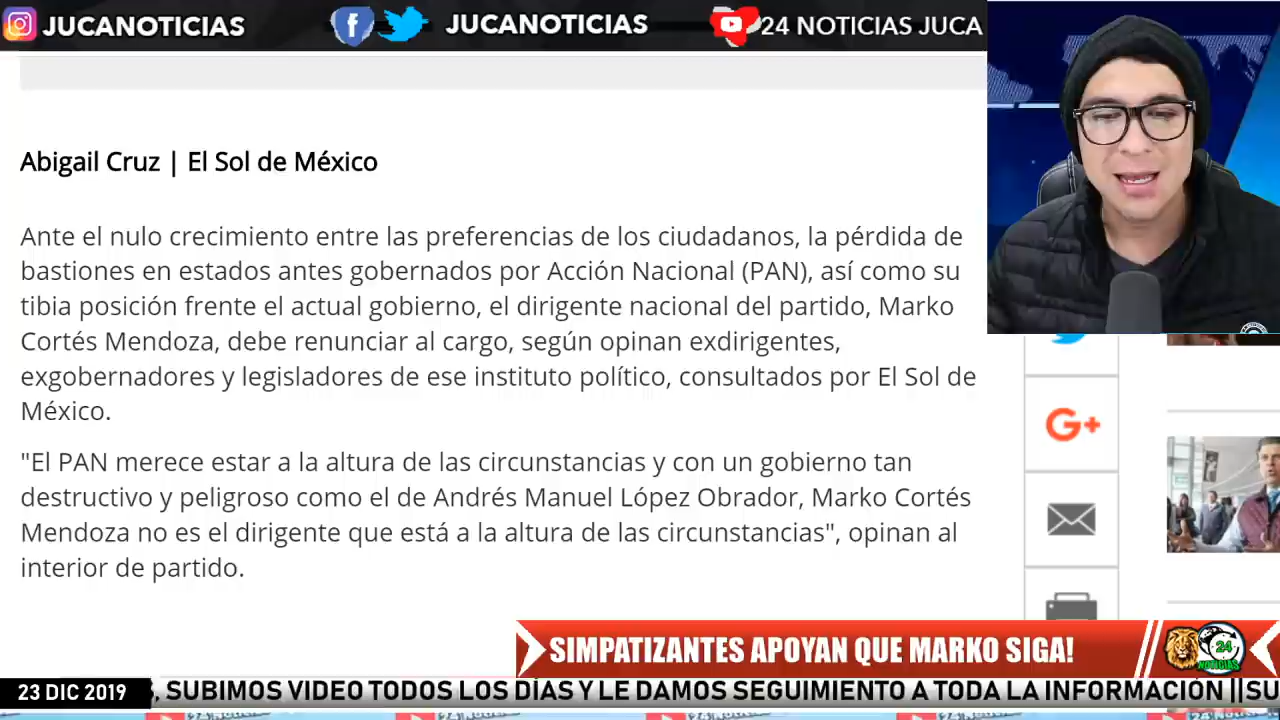 JUCANOTICIAS
JUCANOTICIAS
24 NOTICIAS JUCA
Abigail Cruz | El Sol de México
Ante el nulo crecimiento entre las preferencias de los ciudadanos, la pérdida de
bastiones en estados antes gobernados por Acción Nacional (PAN), así como su
tibia posición frente el actual gobierno, el dirigente nacional del partido, Marko
Cortés Mendoza, debe renunciar al cargo, según opinan exdirigentes,
exgobernadores y legisladores de ese instituto político, consultados por El Sol de
México.
"El PAN merece estar a la altura de las circunstancias y con un gobierno tan
destructivo y peligroso como el de Andrés Manuel López Obrador, Marko Cortés
Mendoza no es el dirigente que está a la altura de las circunstancias", opinan al
interior de partido.
G+
SIMPATIZANTES APOYAN QUE MARKO SIGA!
24
NOTICIAS
23 DIC 2019
, SUBIMOS VIDEO TODOS LOS DÍAS Y LE DAMOS SEGUIMIENTO A TODA LA INFORMACIÓN ||SU